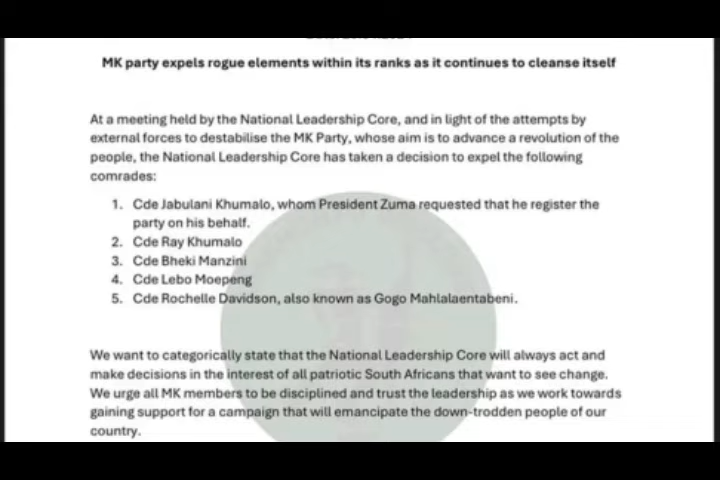 MK party expels rogue elements within its ranks as it continues to cleanse itself
At a meeting held by the National Leadership Core, and in light of the attempts by
external forces to destabilise the MK Party, whose aim is to advance a revolution of the
people, the National Leadership Core has taken a decision to expel the following
comrades:
1. Cde Jabulani Khumalo, whom President Zuma requested that he register the
party on his behalf.
2. Cde Ray Khumalo
3. Cde Bheki Manzini
4. Cde Lebo Moepeng
5. Cde Rochelle Davidson, also known as Gogo Mahlalaentabeni.
We want to categorically state that the National Leadership Core will always act and
make decisions in the interest of all patriotic South Africans that want to see change.
We urge all MK members to be disciplined and trust the leadership as we work towards
gaining support for a campaign that will emancipate the down-trodden people of our
country.